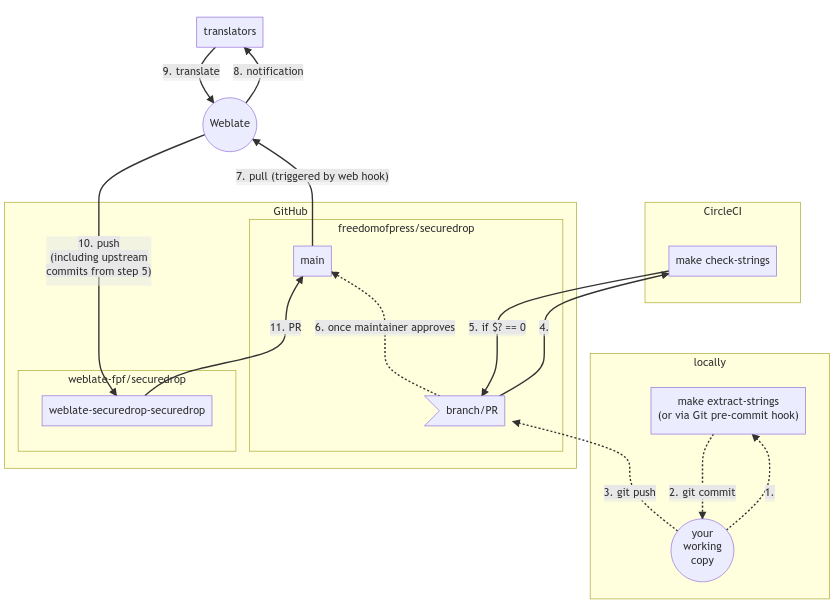 translators
9. translate
8. notification
Weblate
7. pull (triggered by web hook)
GitHub
CircleCI
freedomofpress/securedrop
10. push
(including upstream
commits from step 5)
main
make check-strings
11. PR
6. once maintainer approves
5. if $? == 0
4.
locally
weblate-fpf/securedrop
weblate-securedrop-securedrop
branch/PR
make extract-strings
(or via Git pre-commit hook)
3. git push
2. git commit
1.
your
working
copy